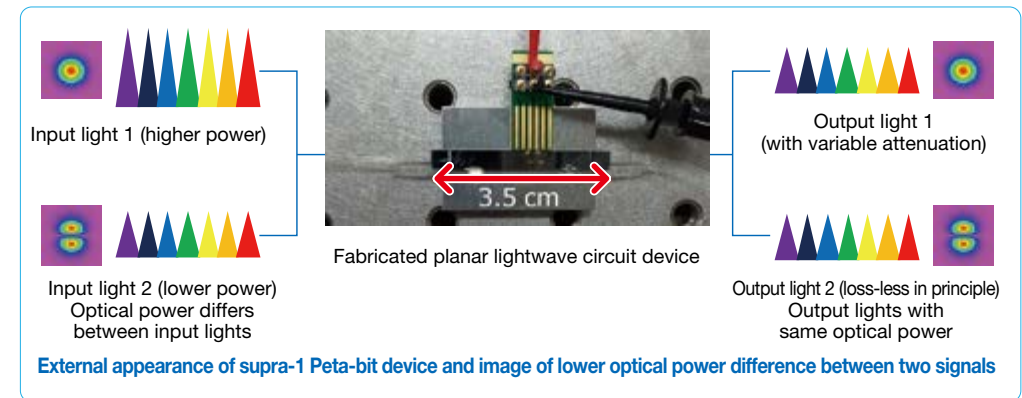 Input light 1 (higher power)
Input light 2 (lower power)
Optical power differs
between input lights
3.5 cm
Fabricated planar lightwave circuit device
Output light 1
(with variable attenuation)
Output light 2 (loss-less in principle)
Output lights with
same optical power
External appearance of supra-1 Peta-bit device and image of lower optical power difference between two signals